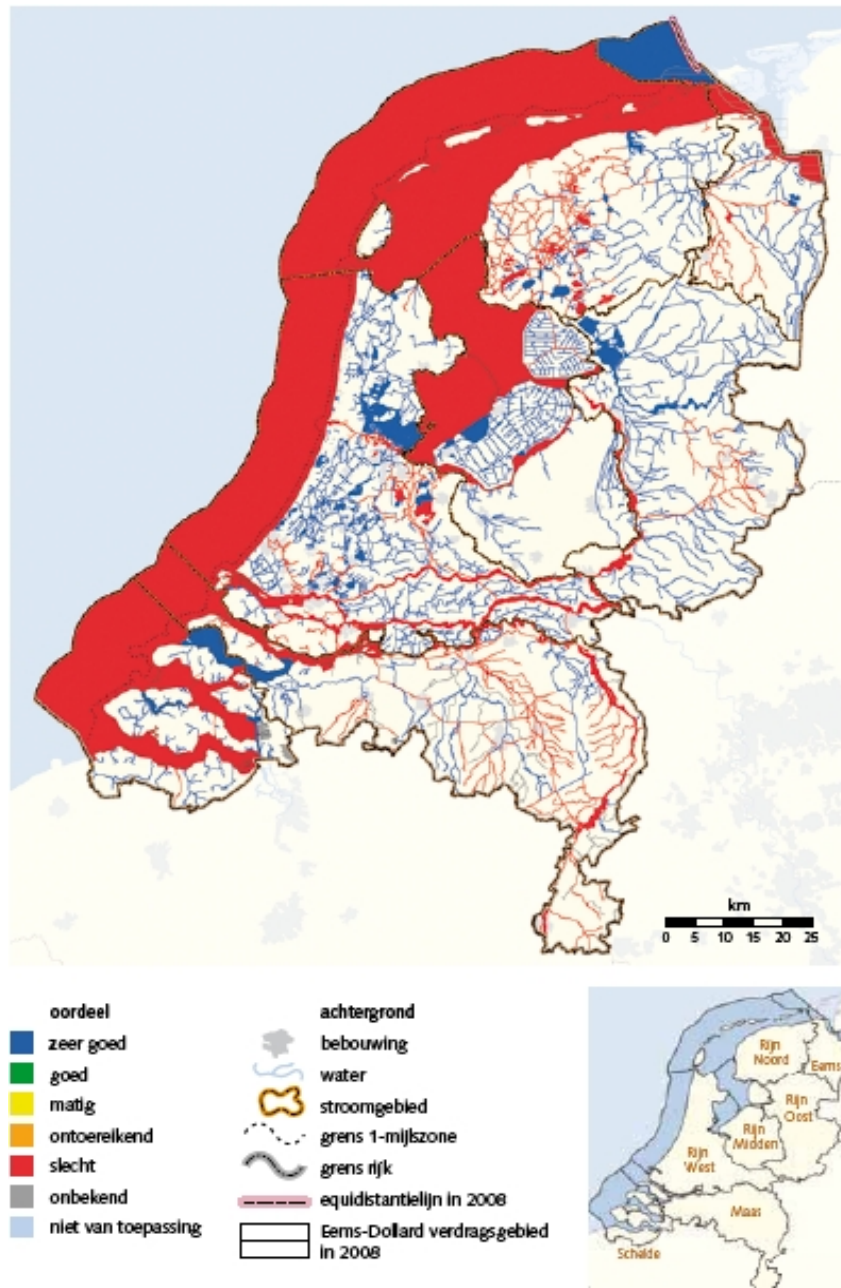 km
0 5 10 15 20 25
oordeel
zeer goed
goed
matig
ontoereikend
slecht
onbekend
niet van toepassing
achtergrond
bebouwing
water
stroomgebied
grens 1-mijlszone
grens rijk
equidistantielijn in 2008
Eems-Dollard verdragsgebied
in 2008
Rijn
Noord
Eems
Rijn
Oost
Rijn
Midden
Rijn
West
Maas
Schelde